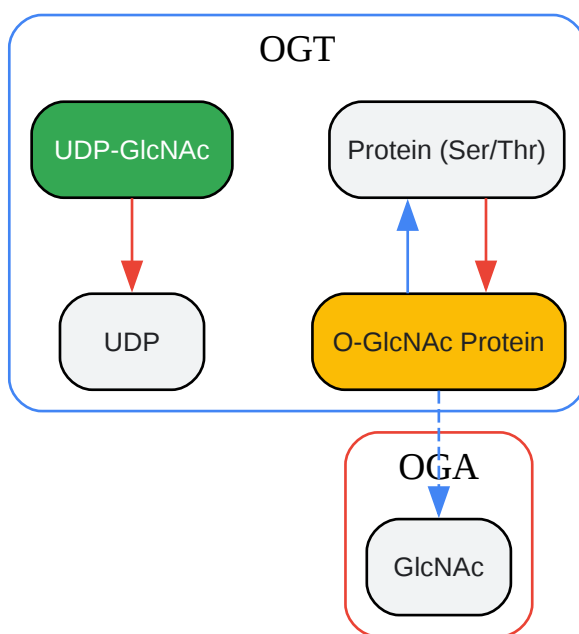 OGT
UDP-GlcNAc
Protein (Ser/Thr)
UDP
O-GlcNAc Protein
OGA
GlcNAc